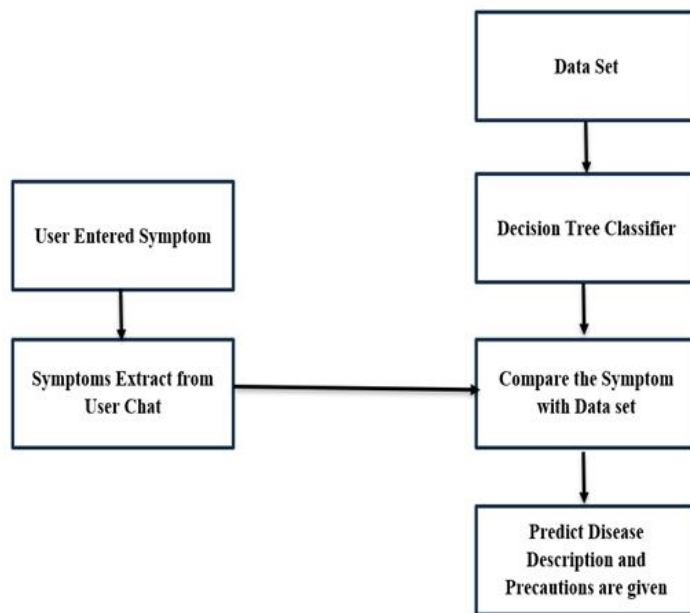 Data Set
User Entered Symptom
Decision Tree Classifier
Symptoms Extract from
User Chat
Compare the Symptom
with Data set
Predict Disease
Description and
Precautions are given